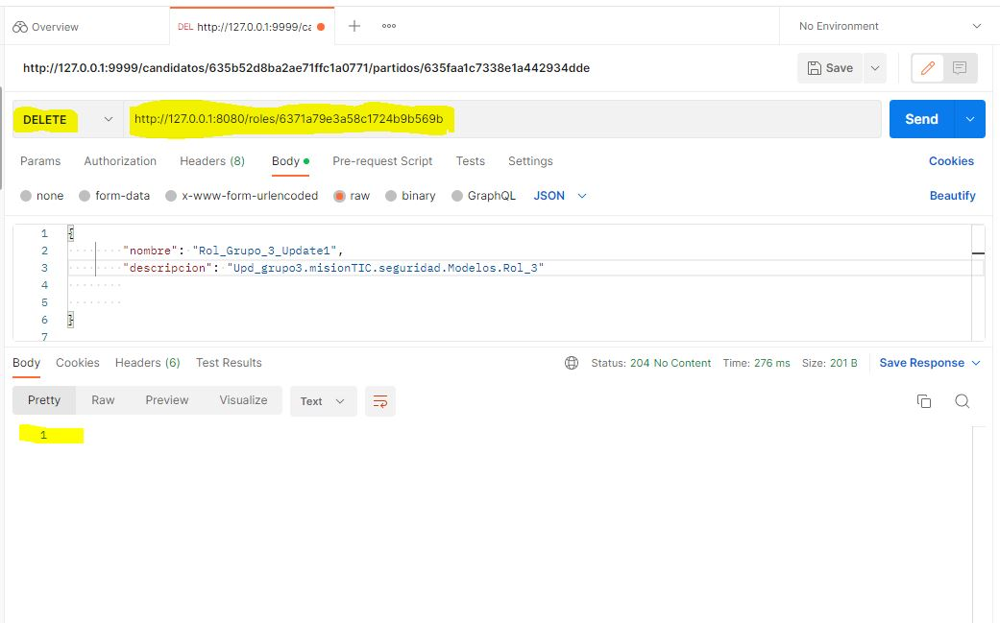 Overview
DEL http://127.0.0.1:9999/ca
No Environment
http://127.0.0.1:9999/candidatos/635b52d8ba2ae71ffc1a0771/partidos/635faa1c7338e1a442934dde
Save
DELETE
http://127.0.0.1:8080/roles/6371a79e3a58c1724b9b569b
Send
Params Authorization Headers (8) Body Pre-request Script Tests Settings Cookies
none form-data x-www-form-urlencoded raw binary GraphQL JSON Beautify
1 {
2 "nombre": "Rol_Grupo_3_Update1",
3 "descripcion": "Upd_grupo3.misionTIC.seguridad.Modelos.Rol_3"
4
5
6 }
7
Body Cookies Headers (6) Test Results Status: 204 No Content Time: 276 ms Size: 201 B Save Response
Pretty Raw Preview Visualize Text
1